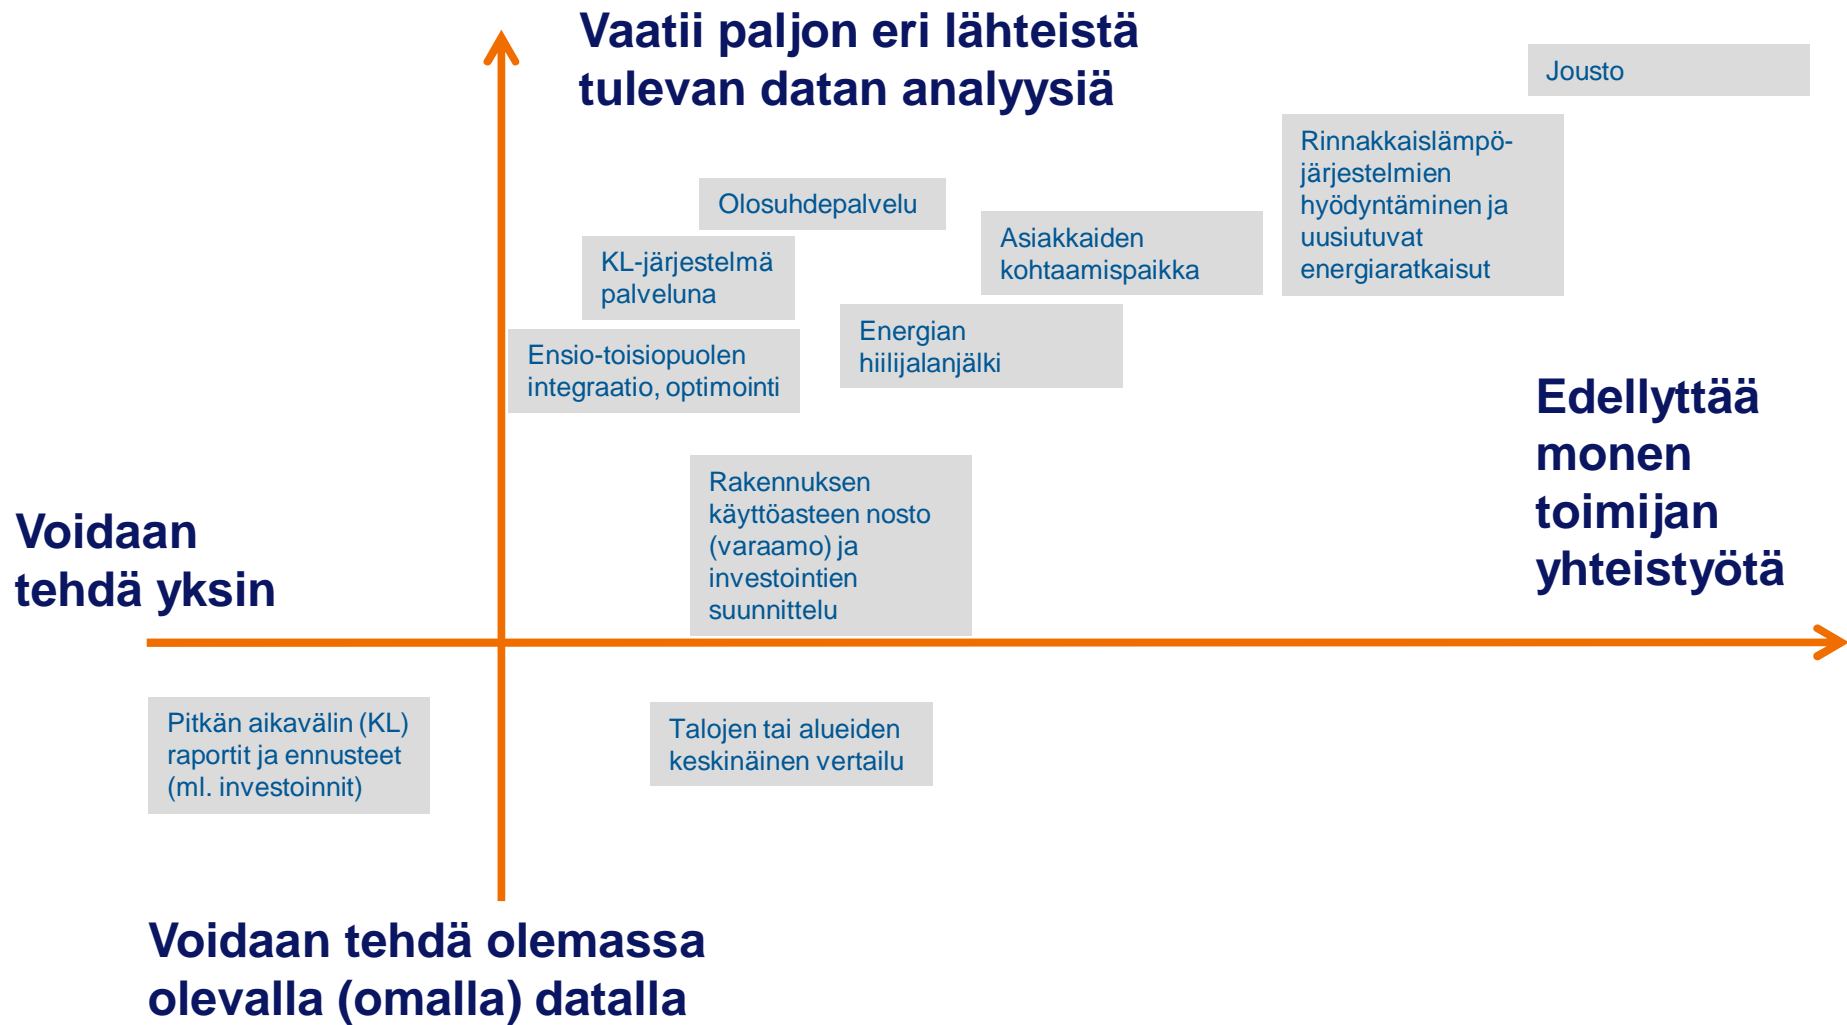 Vaatii paljon eri lähteistä
tulevan datan analyysiä
Jousto
Rinnakkaislämpö-
järjestelmien
hyödyntäminen ja
uusiutuvat
energiaratkaisut
Olosuhdepalvelu
Asiakkaiden
kohtaamispaikka
KL-järjestelmä
palveluna
Energian
hiilijalanjälki
Ensio-toisiopuolen
integraatio, optimointi
Edellyttää
monen
toimijan
yhteistyötä
Rakennuksen
käyttöasteen nosto
(varaamo) ja
investointien
suunnittelu
Voidaan
tehdä yksin
Pitkän aikavälin (KL)
raportit ja ennusteet
(ml. investoinnit)
Talojen tai alueiden
keskinäinen vertailu
Voidaan tehdä olemassa
olevalla (omalla) datalla